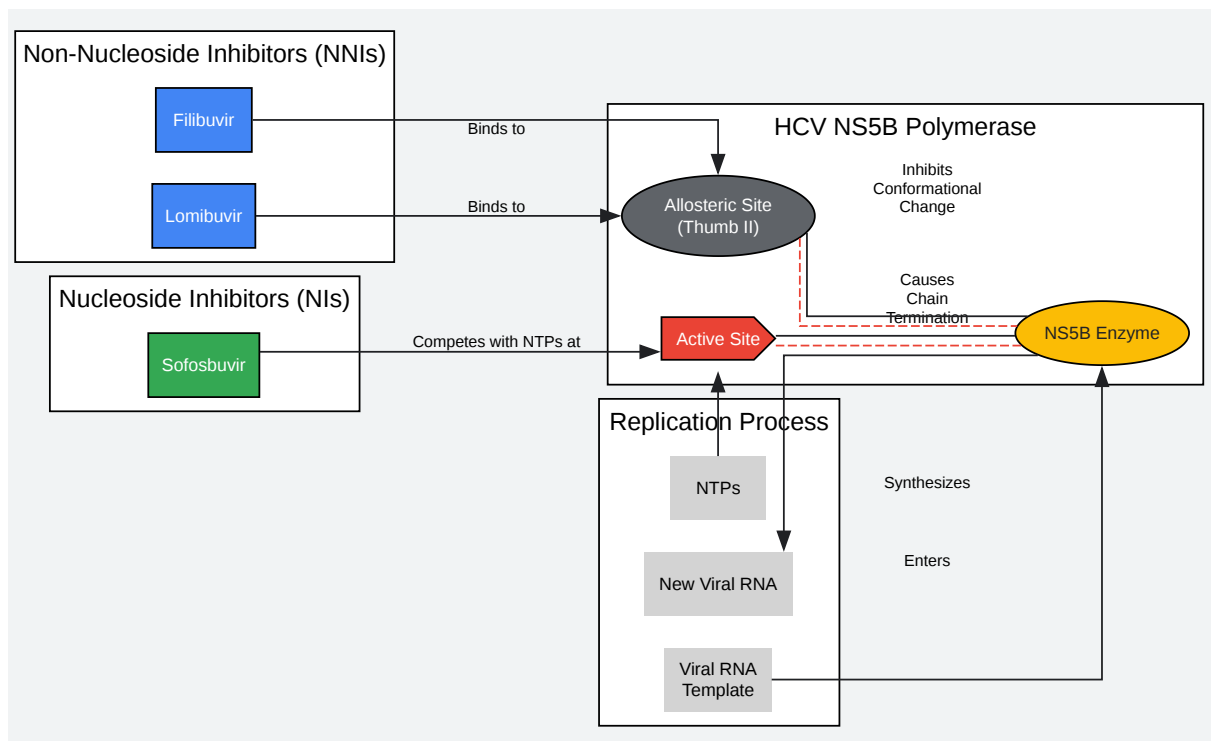 Non-Nucleoside Inhibitors (NNIs)
Filibuvir
Binds to
Lomibuvir
Binds to
Nucleoside Inhibitors (NIs)
Sofosbuvir
Competes with NTPs at
HCV NS5B Polymerase
Inhibits
Conformational
Change
Allosteric Site
(Thumb II)
Causes
Chain
Termination
Active Site
NS5B Enzyme
Replication Process
NTPs
Synthesizes
New Viral RNA
Enters
Viral RNA
Template